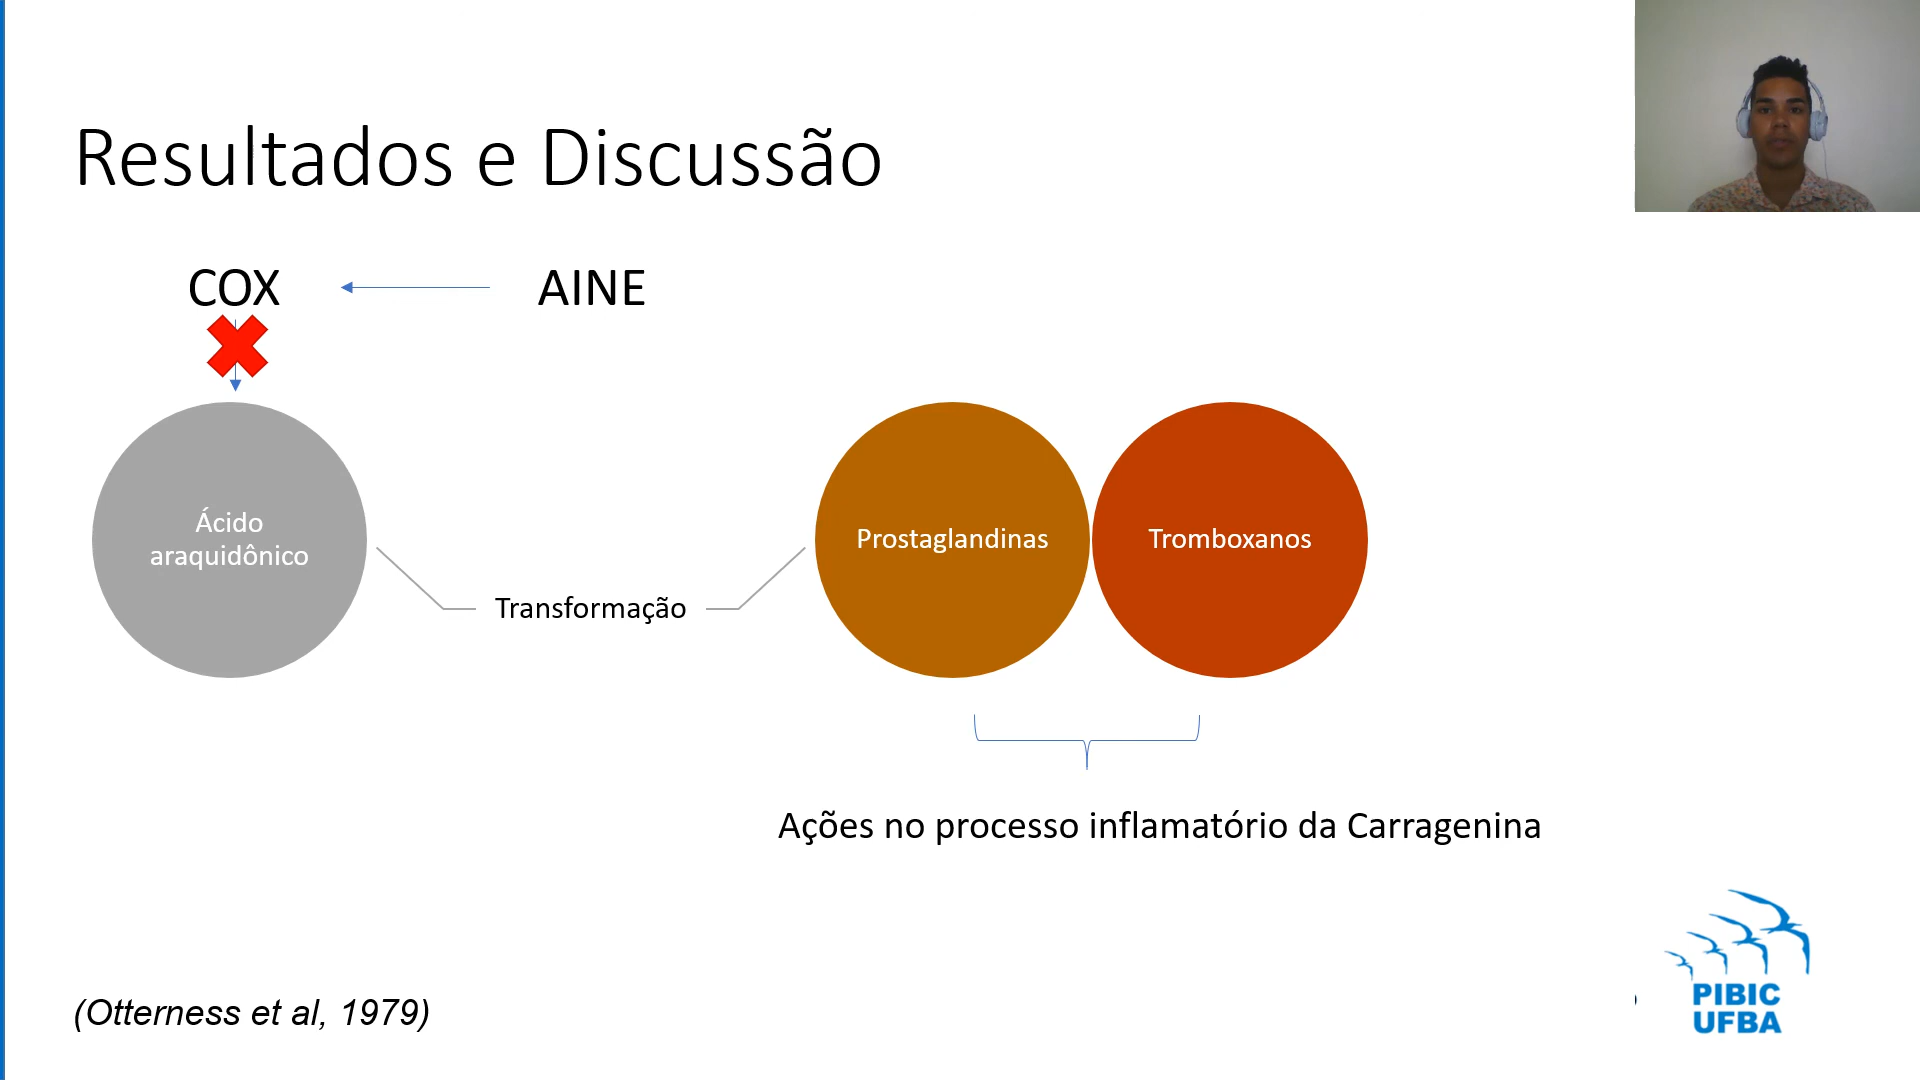 Resultados e Discussão
COX
AINE
Ácido
araquidônico
Transformação
Prostaglandinas
Tromboxanos
Ações no processo inflamatório da Carragenina
(Otterness et al, 1979)
PIBIC
UFBA